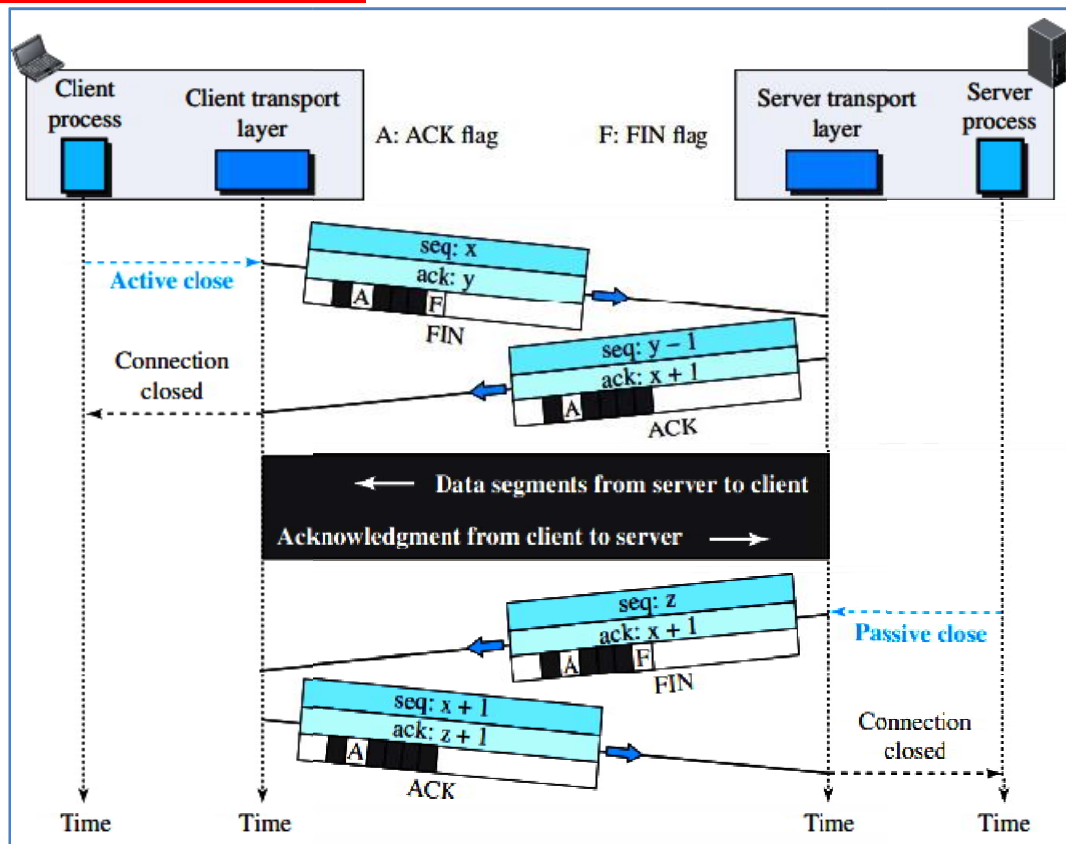 Client process
Client transport layer
A: ACK flag
F: FIN flag
Server transport layer
Server process
Active close
seq: x
ack: y
A
F
FIN
Connection closed
seq: y – 1
ack: x + 1
A
ACK
Data segments from server to client
Acknowledgment from client to server
seq: z
ack: x + 1
A
F
FIN
Passive close
seq: x + 1
ack: z + 1
A
ACK
Connection closed
Time
Time
Time
Time